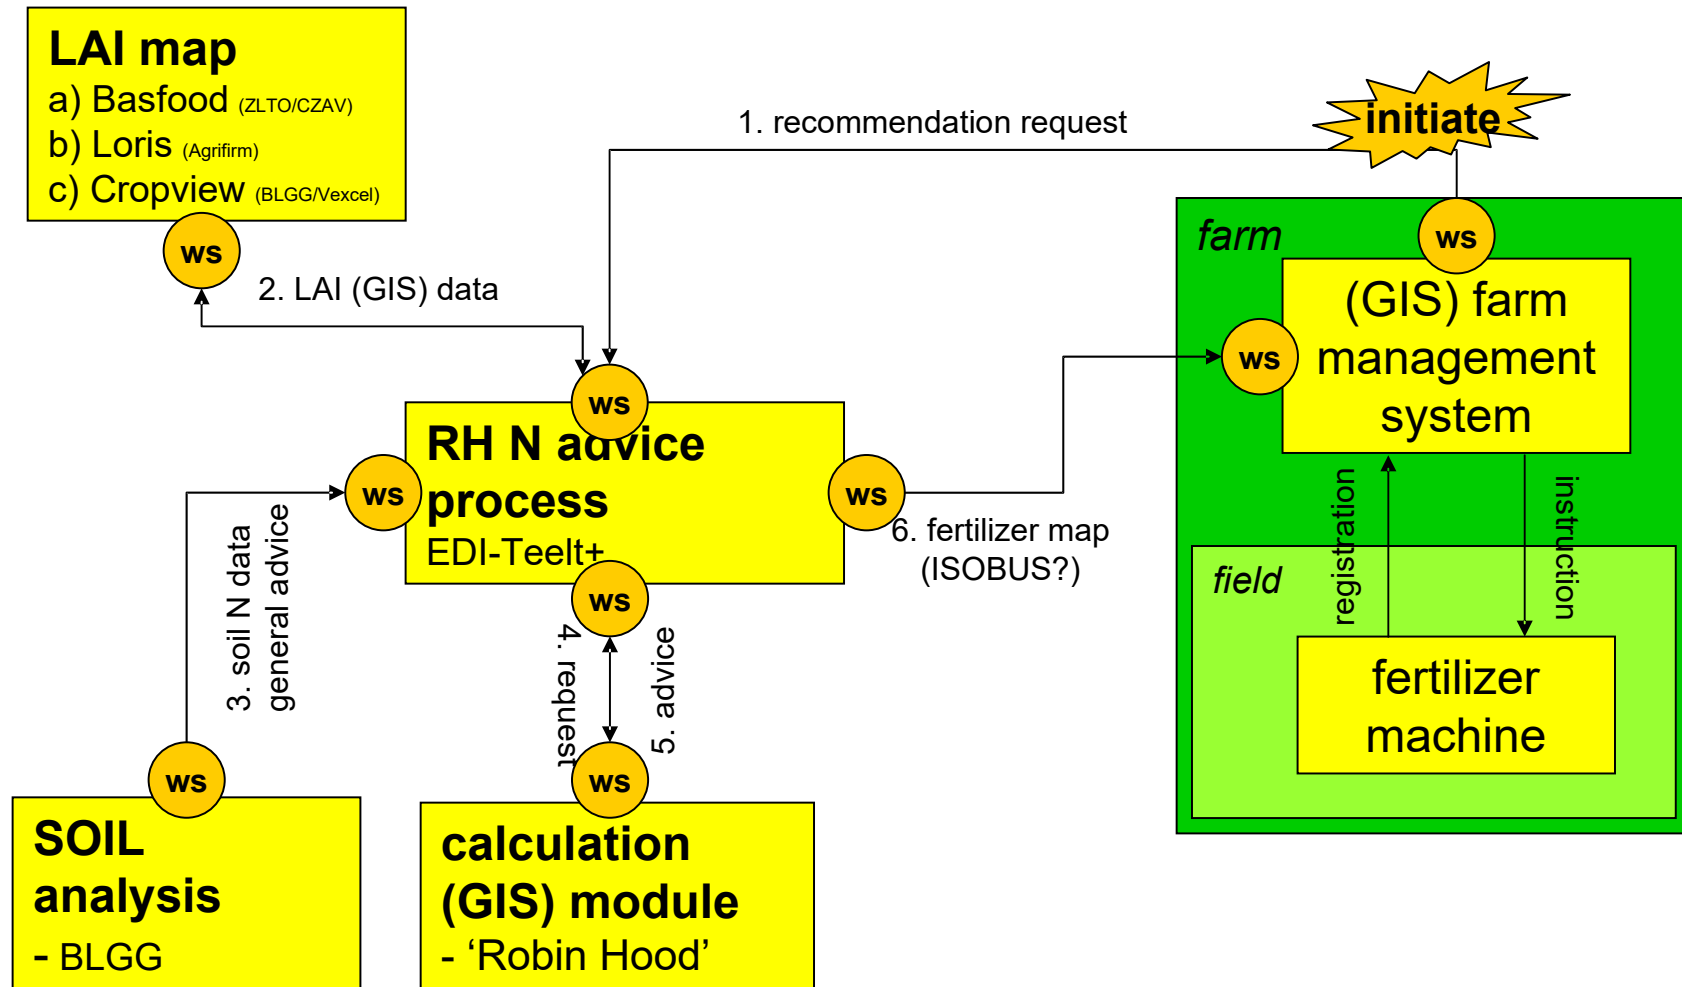 LAI map
a) Basfood (ZLTO/CZAV)
b) Loris (Agrifirm)
c) Cropview (BLGG/Vexcel)
ws
2. LAI (GIS) data
1. recommendation request
initiate
farm
ws
(GIS) farm
management
system
ws
registration
instruction
field
fertilizer
machine
ws
RH N advice
process
EDI-Teelt+
ws
ws
6. fertilizer map
(ISOBUS?)
ws
3. soil N data
general advice
4. request
5. advice
ws
SOIL
analysis
- BLGG
ws
calculation
(GIS) module
- ‘Robin Hood’